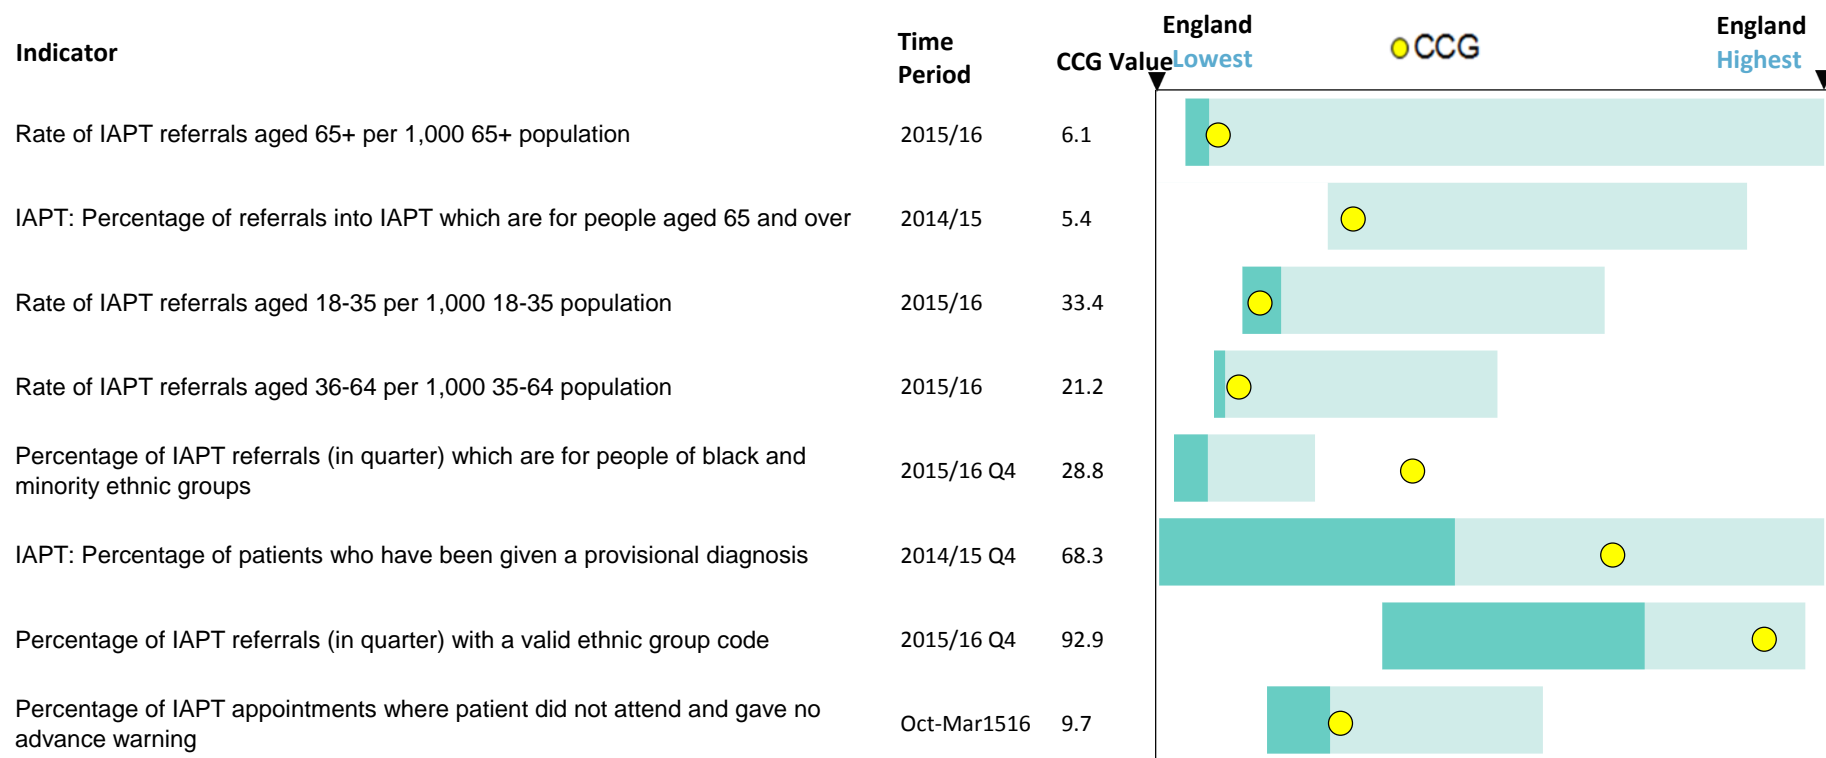 Indicator
Time Period
CCG Value
England Lowest
CCG
England Highest
Rate of IAPT referrals aged 65+ per 1,000 65+ population 2015/16 6.1
IAPT: Percentage of referrals into IAPT which are for people aged 65 and over 2014/15 5.4
Rate of IAPT referrals aged 18-35 per 1,000 18-35 population 2015/16 33.4
Rate of IAPT referrals aged 36-64 per 1,000 35-64 population 2015/16 21.2
Percentage of IAPT referrals (in quarter) which are for people of black and
minority ethnic groups 2015/16 Q4 28.8
IAPT: Percentage of patients who have been given a provisional diagnosis 2014/15 Q4 68.3
Percentage of IAPT referrals (in quarter) with a valid ethnic group code 2015/16 Q4 92.9
Percentage of IAPT appointments where patient did not attend and gave no
advance warning Oct-Mar1516 9.7